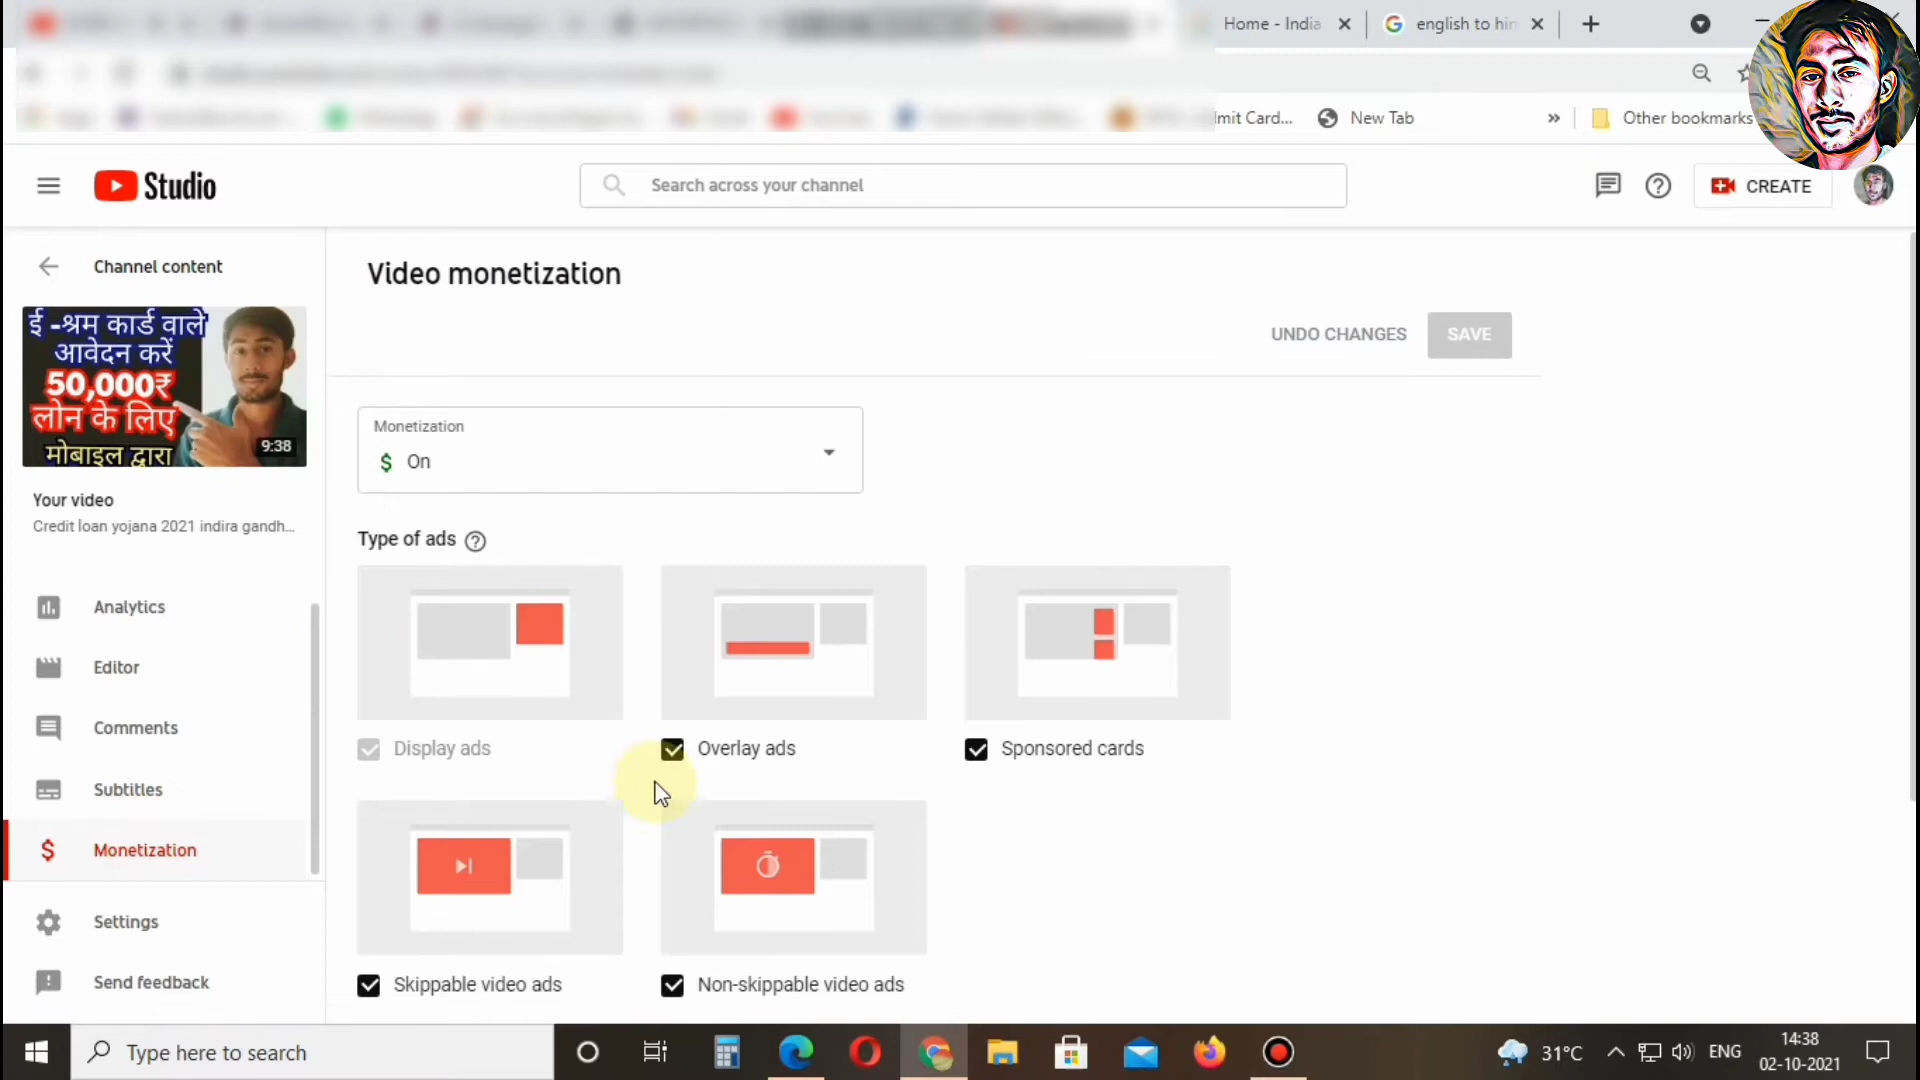 Home - India
english to hin
mit Card...
New Tab
»
Other bookmarks
Studio
Search across your channel
CREATE
Channel content
ई -श्रम कार्ड वाले
आवेदन करें
50,000₹
लोन के लिए
मोबाइल द्वारा
9:38
Your video
Credit loan yojana 2021 indira gandh...
Analytics
Editor
Comments
Subtitles
Monetization
Settings
Send feedback
Video monetization
UNDO CHANGES
SAVE
Monetization
$ On
Type of ads
Display ads
Overlay ads
Sponsored cards
Skippable video ads
Non-skippable video ads
Type here to search
31°C
ENG
14:38
02-10-2021